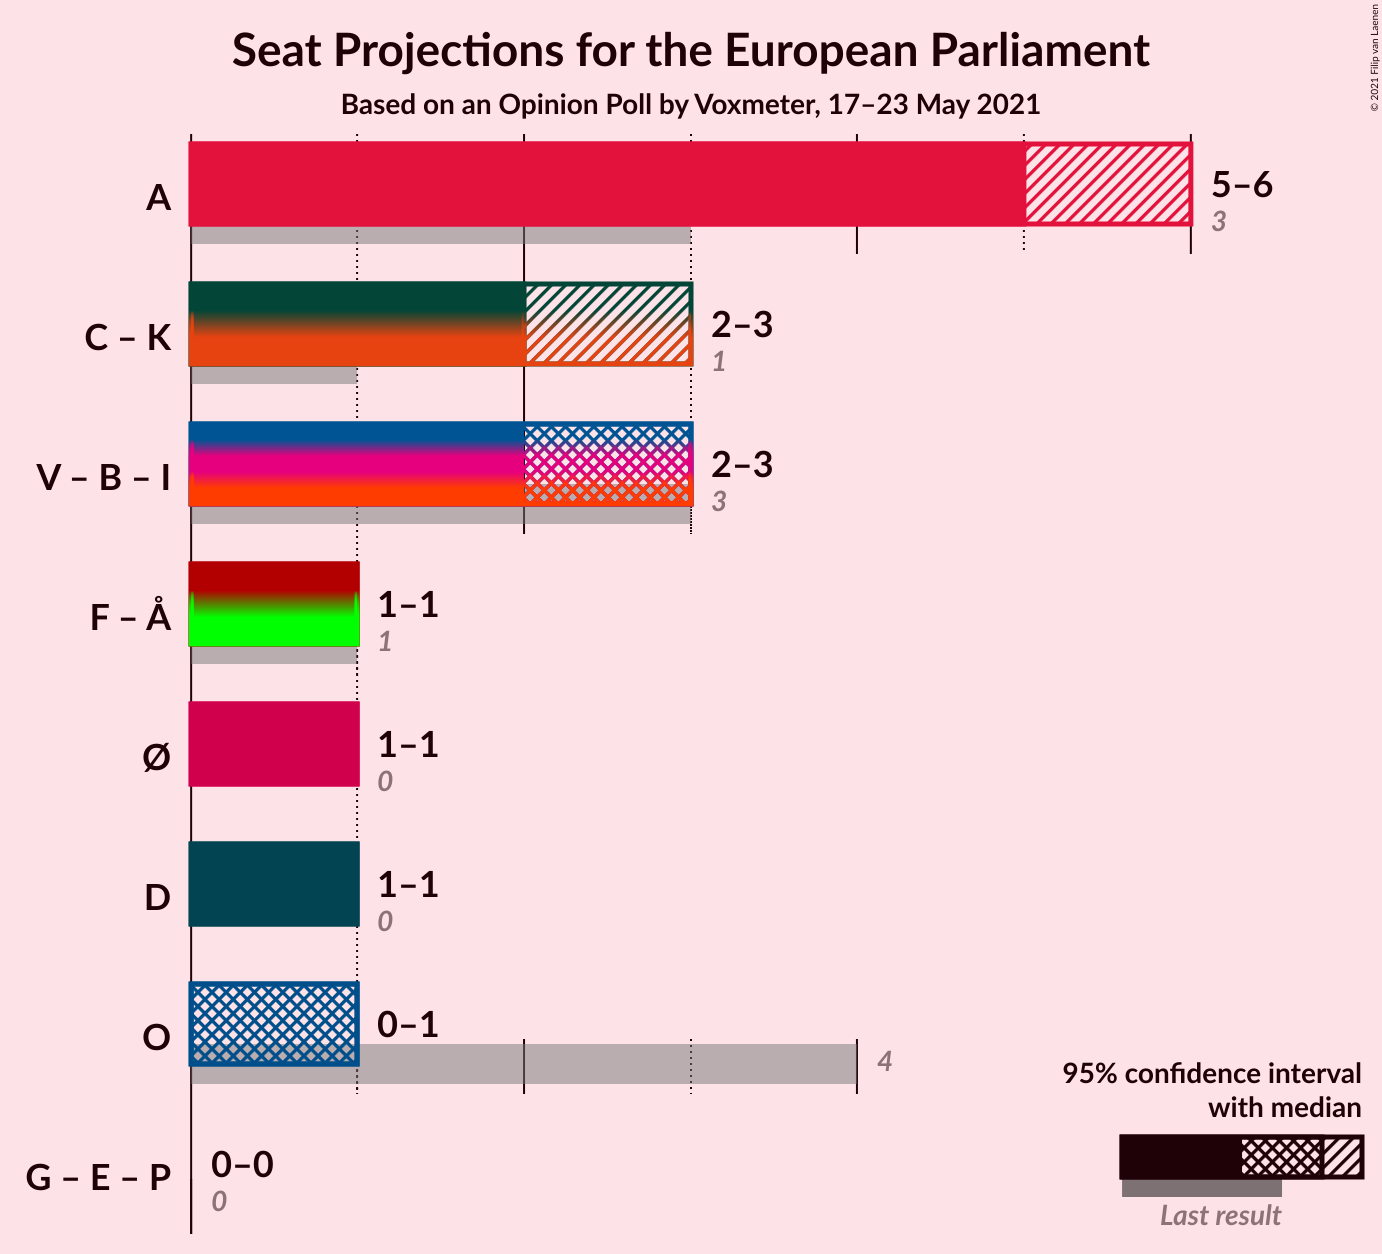 Seat Projections for the European Parliament
Based on an Opinion Poll by Voxmeter, 17–23 May 2021
© 2021 Filip van Laenen
A
5–6
3
C – K
2–3
1
V – B – I
2–3
3
F – Å
1–1
1
Ø
1–1
0
D
1–1
0
O
0–1
4
G – E – P
0–0
0
95% confidence interval
with median
Last result